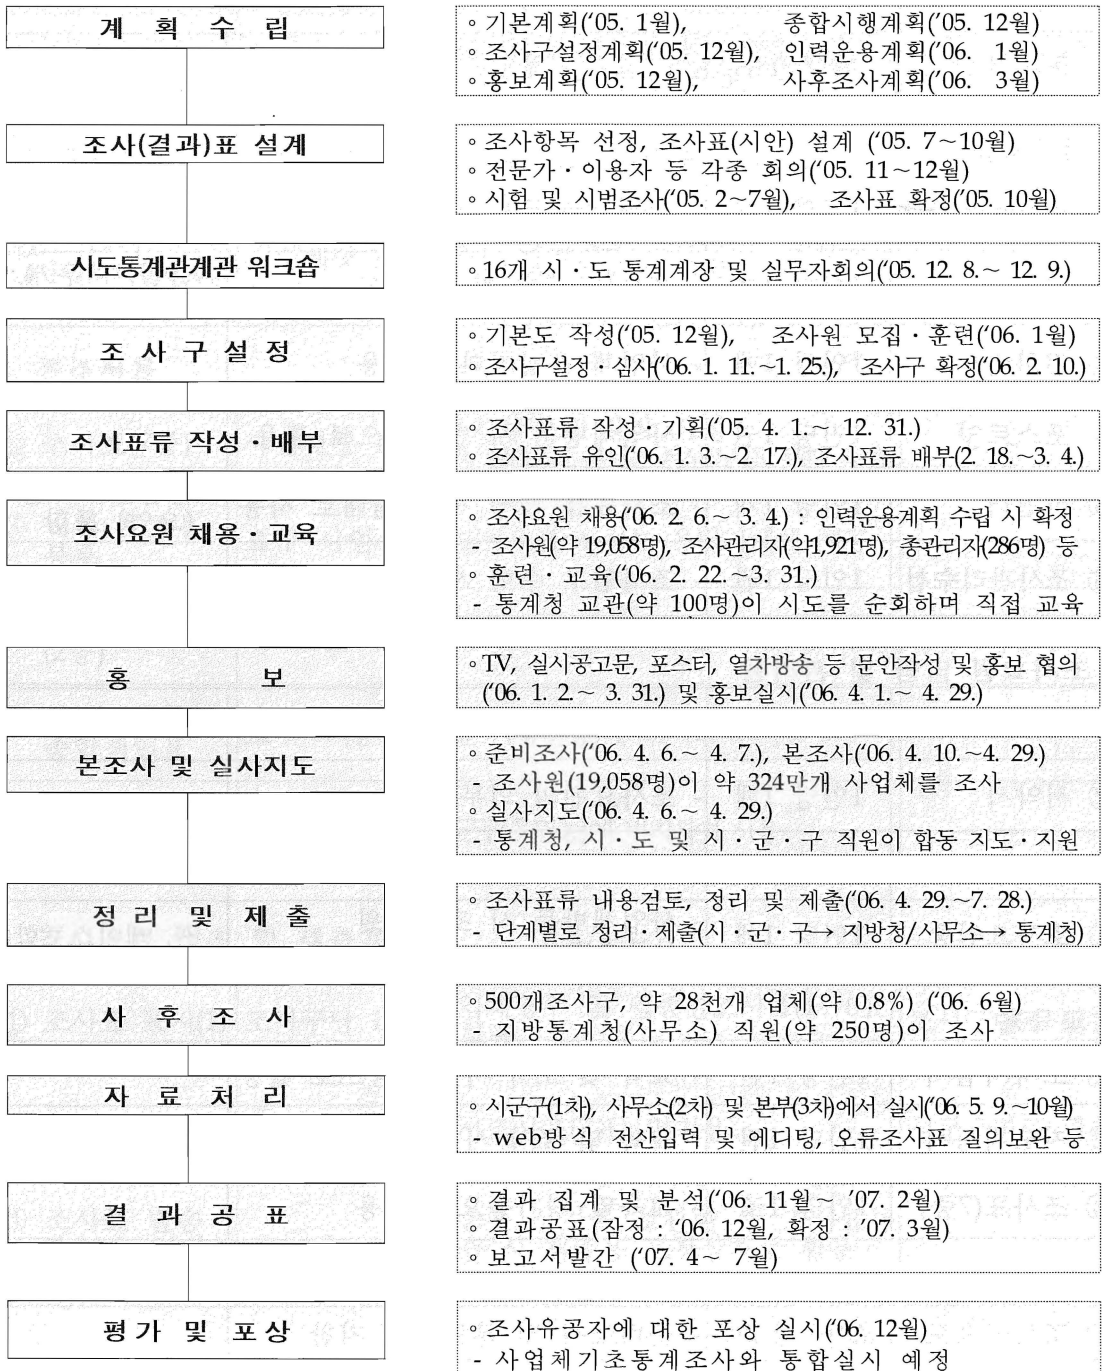 계 획 수 립
◦ 기본계획('05. 1월), 종합시행계획('05. 12월)
◦ 조사구설정계획('05. 12월), 인력운용계획('06. 1월)
◦ 홍보계획('05. 12월), 사후조사계획('06. 3월)
조사(결과)표 설계
◦ 조사항목 선정, 조사표(시안) 설계 ('05. 7～10월)
◦ 전문가·이용자 등 각종 회의('05. 11～12월)
◦ 시험 및 시범조사('05. 2～7월), 조사표 확정('05. 10월)
시도통계관계관 워크숍
◦ 16개 시·도 통계계장 및 실무자회의('05. 12. 8.～ 12. 9.)
조 사 구 설 정
◦ 기본도 작성('05. 12월), 조사원 모집·훈련('06. 1월)
◦ 조사구설정·심사("06. 1. 11.～1. 25.), 조사구 확정('06. 2. 10.)
조사표류 작성·배부
◦ 조사표류 작성·기획('05. 4. 1.～ 12. 31.)
◦ 조사표류 유인('06. 1. 3.～2. 17.), 조사표류 배부(2. 18.～3. 4.)
조사요원 채용·교육
◦ 조사요원 채용('06. 2. 6.～ 3. 4.) : 인력운용계획 수립 시 확정
- 조사원(약 19,058명), 조사관리자(약1,921명), 총관리자(286명) 등
◦ 훈련·교육('06. 2. 22.～3. 31.)
- 통계청 교관(약 100명)이 시도를 순회하며 직접 교육
홍 보
◦ TV, 실시공고문, 포스터, 열차방송 등 문안작성 및 홍보 협의
('06. 1. 2.～ 3. 31.) 및 홍보실시('06. 4. 1.～ 4. 29.)
본조사 및 실사지도
◦ 준비조사('06. 4. 6.～ 4. 7.), 본조사('06. 4. 10.～4. 29.)
- 조사원(19,058명)이 약 324만개 사업체를 조사
◦ 실사지도('06. 4. 6.～ 4. 29.)
- 통계청, 시·도 및 시·군·구 직원이 합동 지도·지원
정 리 및 제 출
◦ 조사표류 내용검토, 정리 및 제출('06. 4. 29.～7. 28.)
- 단계별로 정리·제출(시·군·구→ 지방청/사무소→ 통계청)
사 후 조 사
◦ 500개조사구, 약 28천개 업체(약 0.8%) ('06. 6월)
- 지방통계청(사무소) 직원(약 250명)이 조사
자 료 처 리
◦ 시군구(1차), 사무소(2차) 및 본부(3차)에서 실시('06. 5. 9.～10월)
- web방식 전산입력 및 에디팅, 오류조사표 질의보완 등
결 과 공 표
◦ 결과 집계 및 분석('06. 11월～ '07. 2월)
◦ 결과공표(잠정 : '06. 12월, 확정 : '07. 3월)
◦ 보고서발간 ('07. 4～ 7월)
평가 및 포상
◦ 조사유공자에 대한 포상 실시('06. 12월)
- 사업체기초통계조사와 통합실시 예정